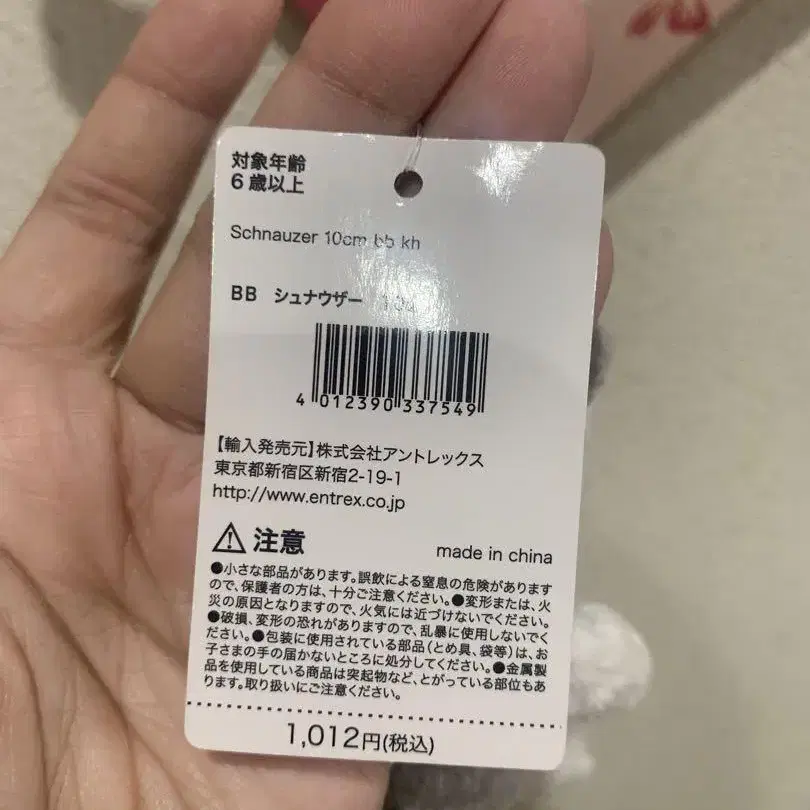 対象年齢
6歳以上
Schnauzer 10cm bb kh
BB シュナウザー
4 012390 337549
【輸入発売元】株式会社アントレックス
東京都新宿区新宿2-19-1
http://www.entrex.co.jp
注意
made in china
●小さな部品があります。誤飲による窒息の危険があります
ので、保護者の方は、十分ご注意ください。●変形または、火
災の原因となりますので、火気には近づけないでください。
●破損、変形の恐れがありますので、乱暴に使用しないでく
ださい。●包装に使用されている部品（とめ具、袋等）は、お
子さまの手の届かないところに処分してください。●金属製
品を使用している商品は突起物など、とがっている部位もあ
ります。取り扱いにご注意ください。
1,012円(税込)